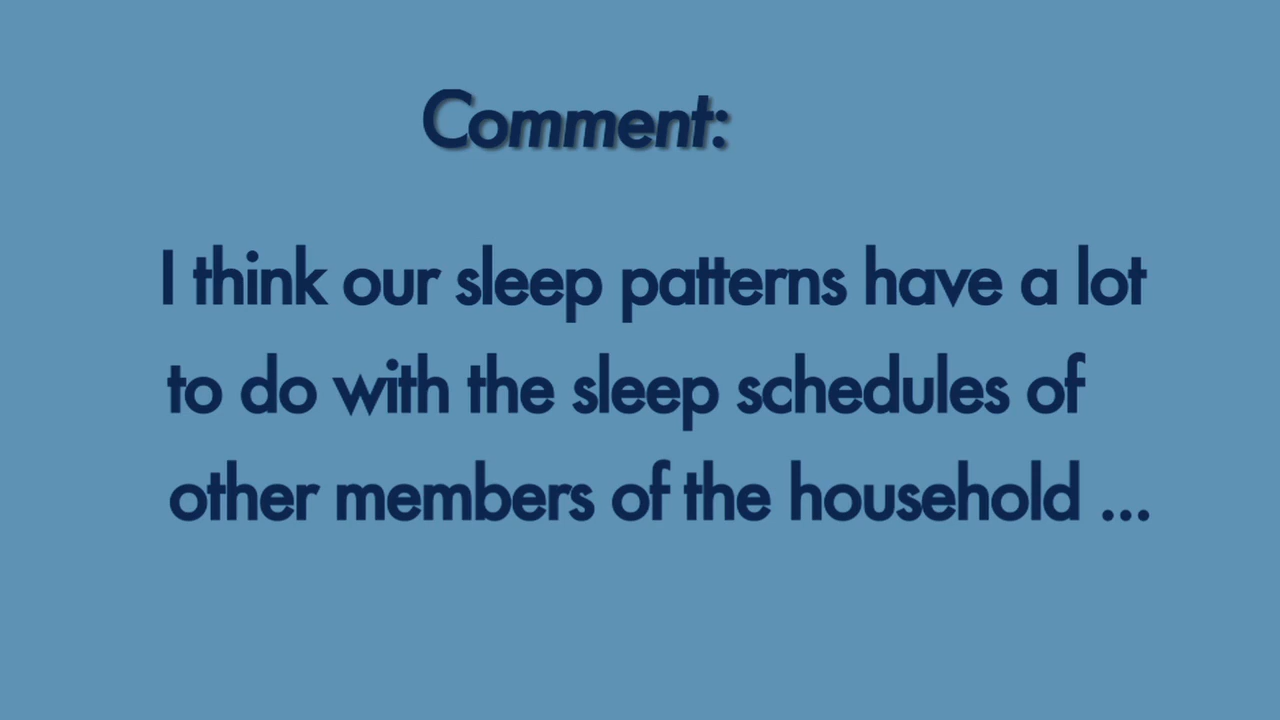 Comment:
I think our sleep patterns have a lot
to do with the sleep schedules of
other members of the household ...